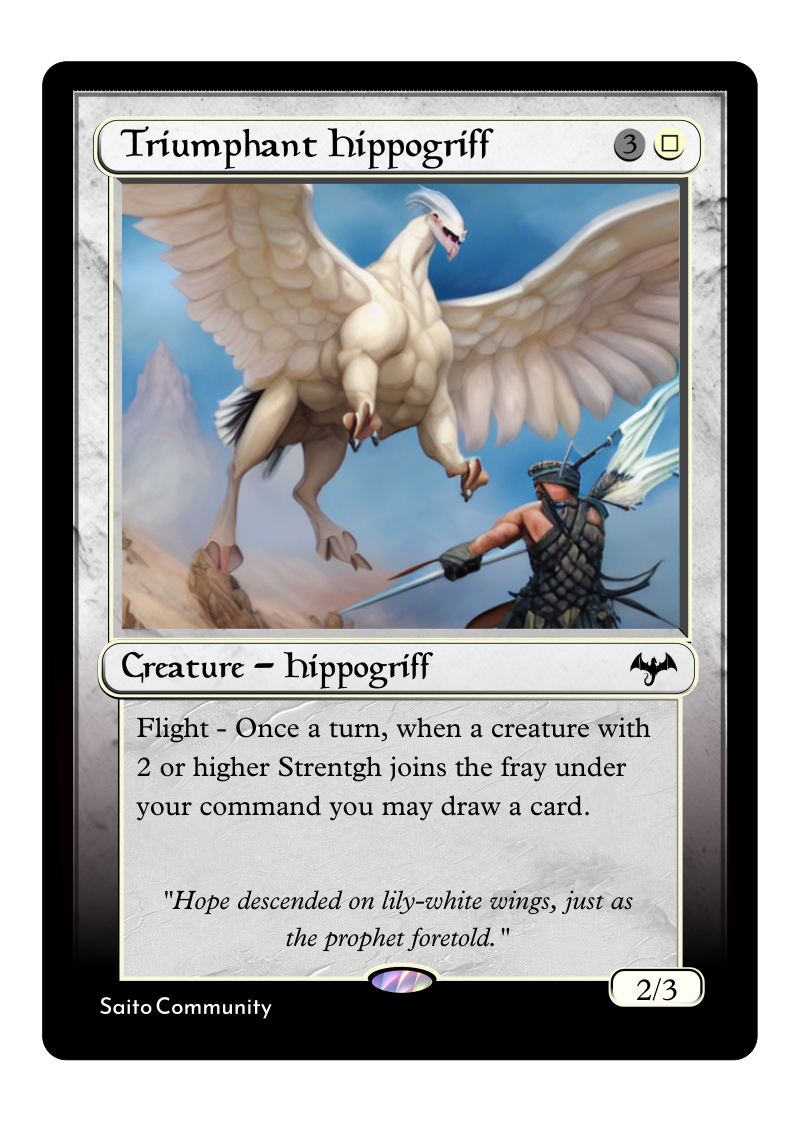 Triumphant Hippogriff 3
Creature – Hippogriff
Flight - Once a turn, when a creature with
2 or higher Strentgh joins the fray under
your command you may draw a card.
"Hope descended on lily-white wings, just as
the prophet foretold."
2/3
Saito Community